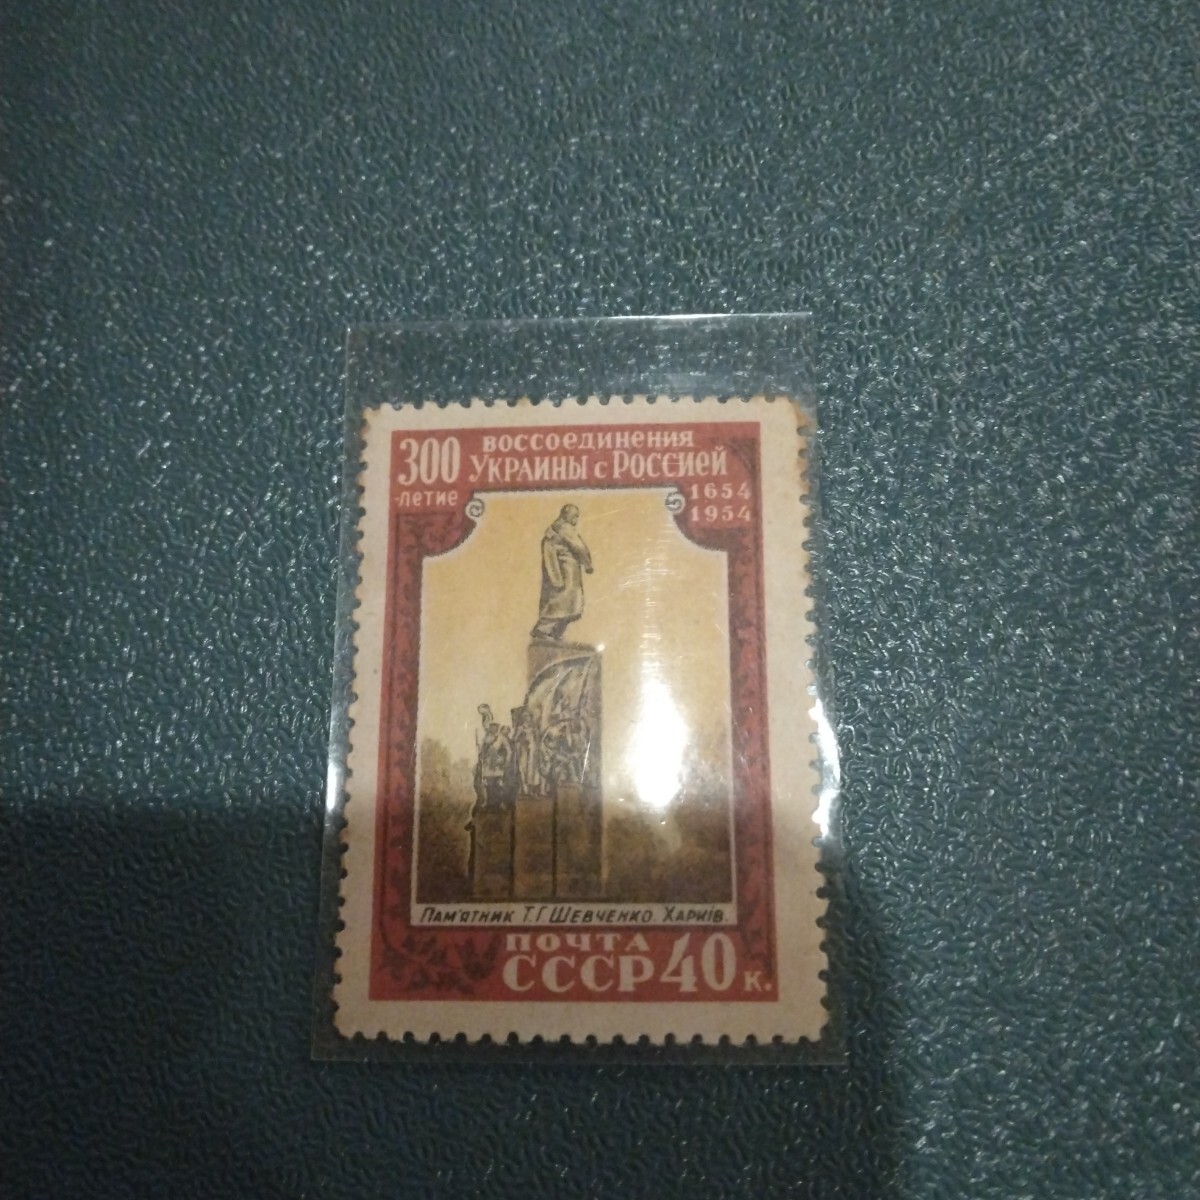 300
-летие
воссоединения
Украины с Россией
1654
1954
Пам'ятник Т.Г Шевченко. Харків.
ПОЧТА
СССР 40 к.